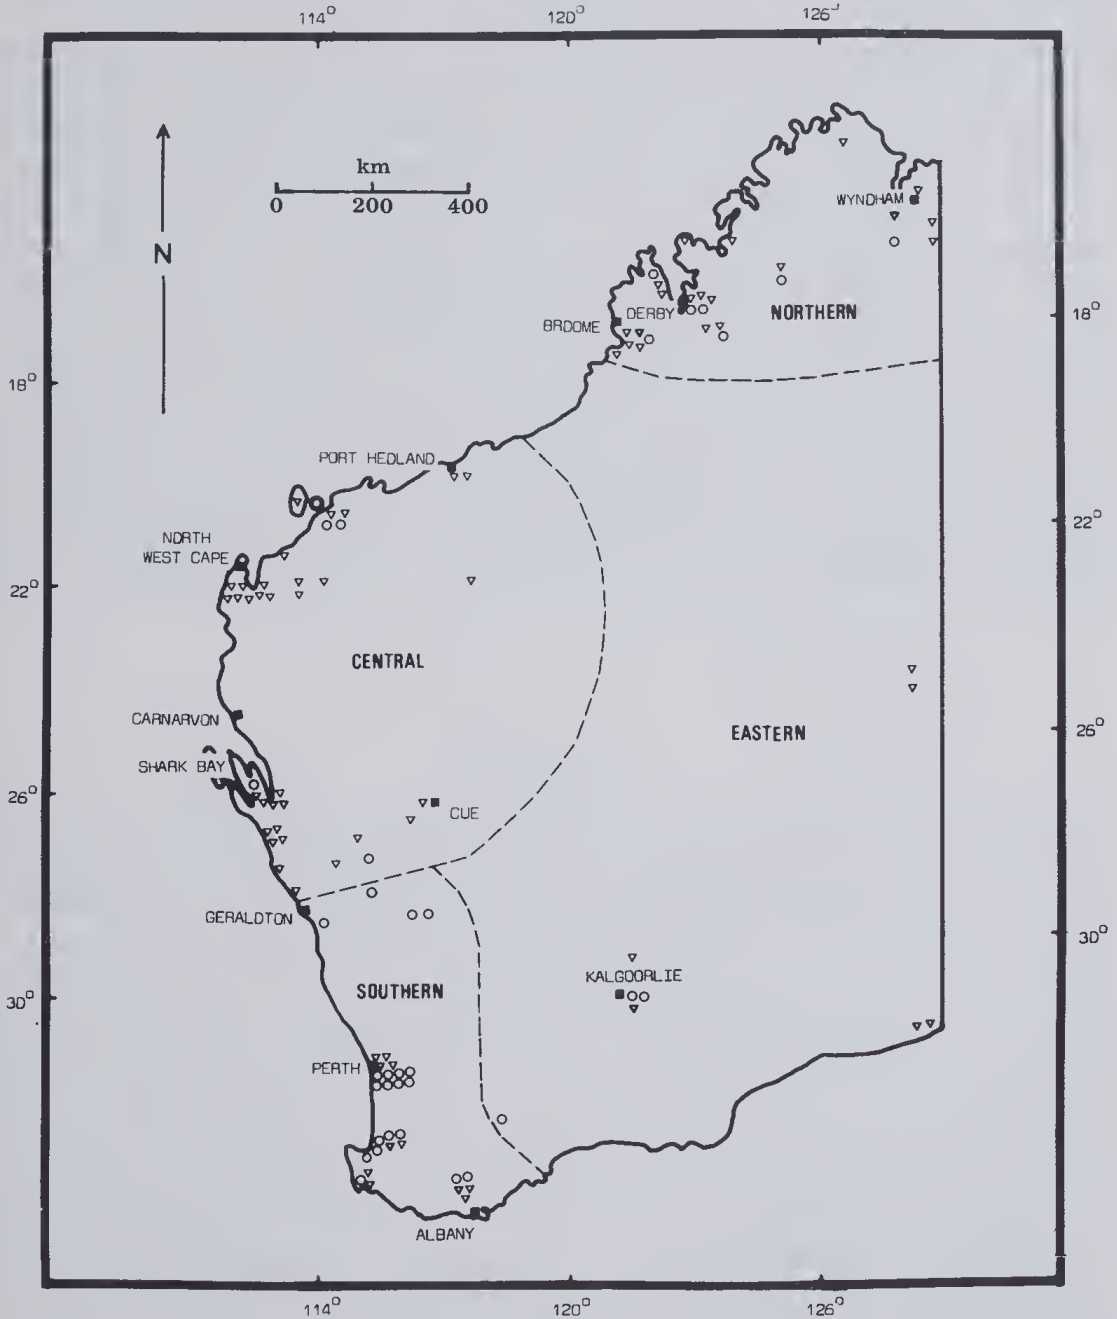 114° 120° 126°
km
0 200 400
N
WYNDHAM
NORTHERN
DERBY
BROOME
18°
18°
PORT HEDLAND
NORTH
WEST CAPE
22°
22°
CENTRAL
CARNARVON
EASTERN
26°
SHARK BAY
26°
CUE
GERALDTON
30°
KALGOORLIE
SOUTHERN
30°
PERTH
ALBANY
114° 120° 126°